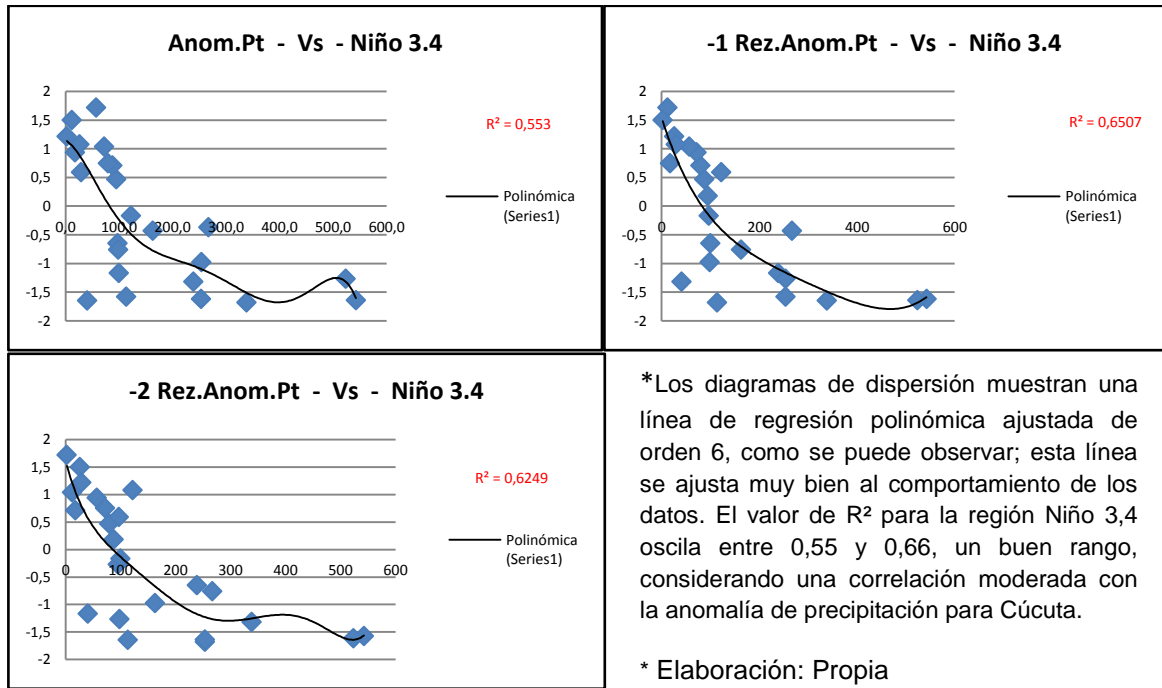 Anom.Pt - Vs - Niño 3.4
2
1,5
1
0,5
0
-0,5
-1
-1,5
-2
0,0
100,0
200,0
300,0
400,0
500,0
600,0
R² = 0,553
Polinómica
(Series1)
-1 Rez.Anom.Pt - Vs - Niño 3.4
2
1,5
1
0,5
0
-0,5
-1
-1,5
-2
0
200
400
600
R² = 0,6507
Polinómica
(Series1)
-2 Rez.Anom.Pt - Vs - Niño 3.4
2
1,5
1
0,5
0
-0,5
-1
-1,5
-2
0
100
200
300
400
500
600
R² = 0,6249
Polinómica
(Series1)
*Los diagramas de dispersión muestran una
línea de regresión polinómica ajustada de
orden 6, como se puede observar; esta línea
se ajusta muy bien al comportamiento de los
datos. El valor de R² para la región Niño 3,4
oscila entre 0,55 y 0,66, un buen rango,
considerando una correlación moderada con
la anomalía de precipitación para Cúcuta.
* Elaboración: Propia